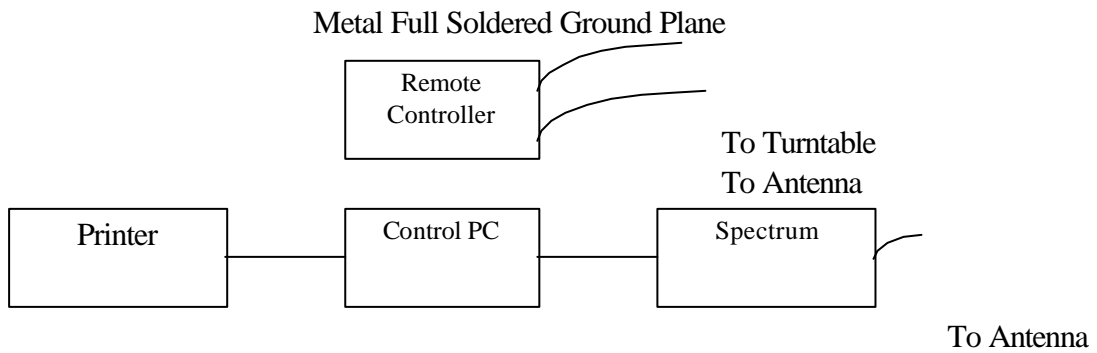 Metal Full Soldered Ground Plane
Remote
Controller
To Turntable
To Antenna
Printer
Control PC
Spectrum
To Antenna